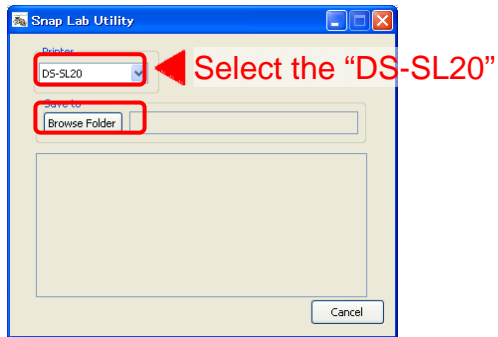 Snap Lab Utility
Printer
DS-SL20
Select the “DS-SL20”
Save to
Browse Folder
Cancel